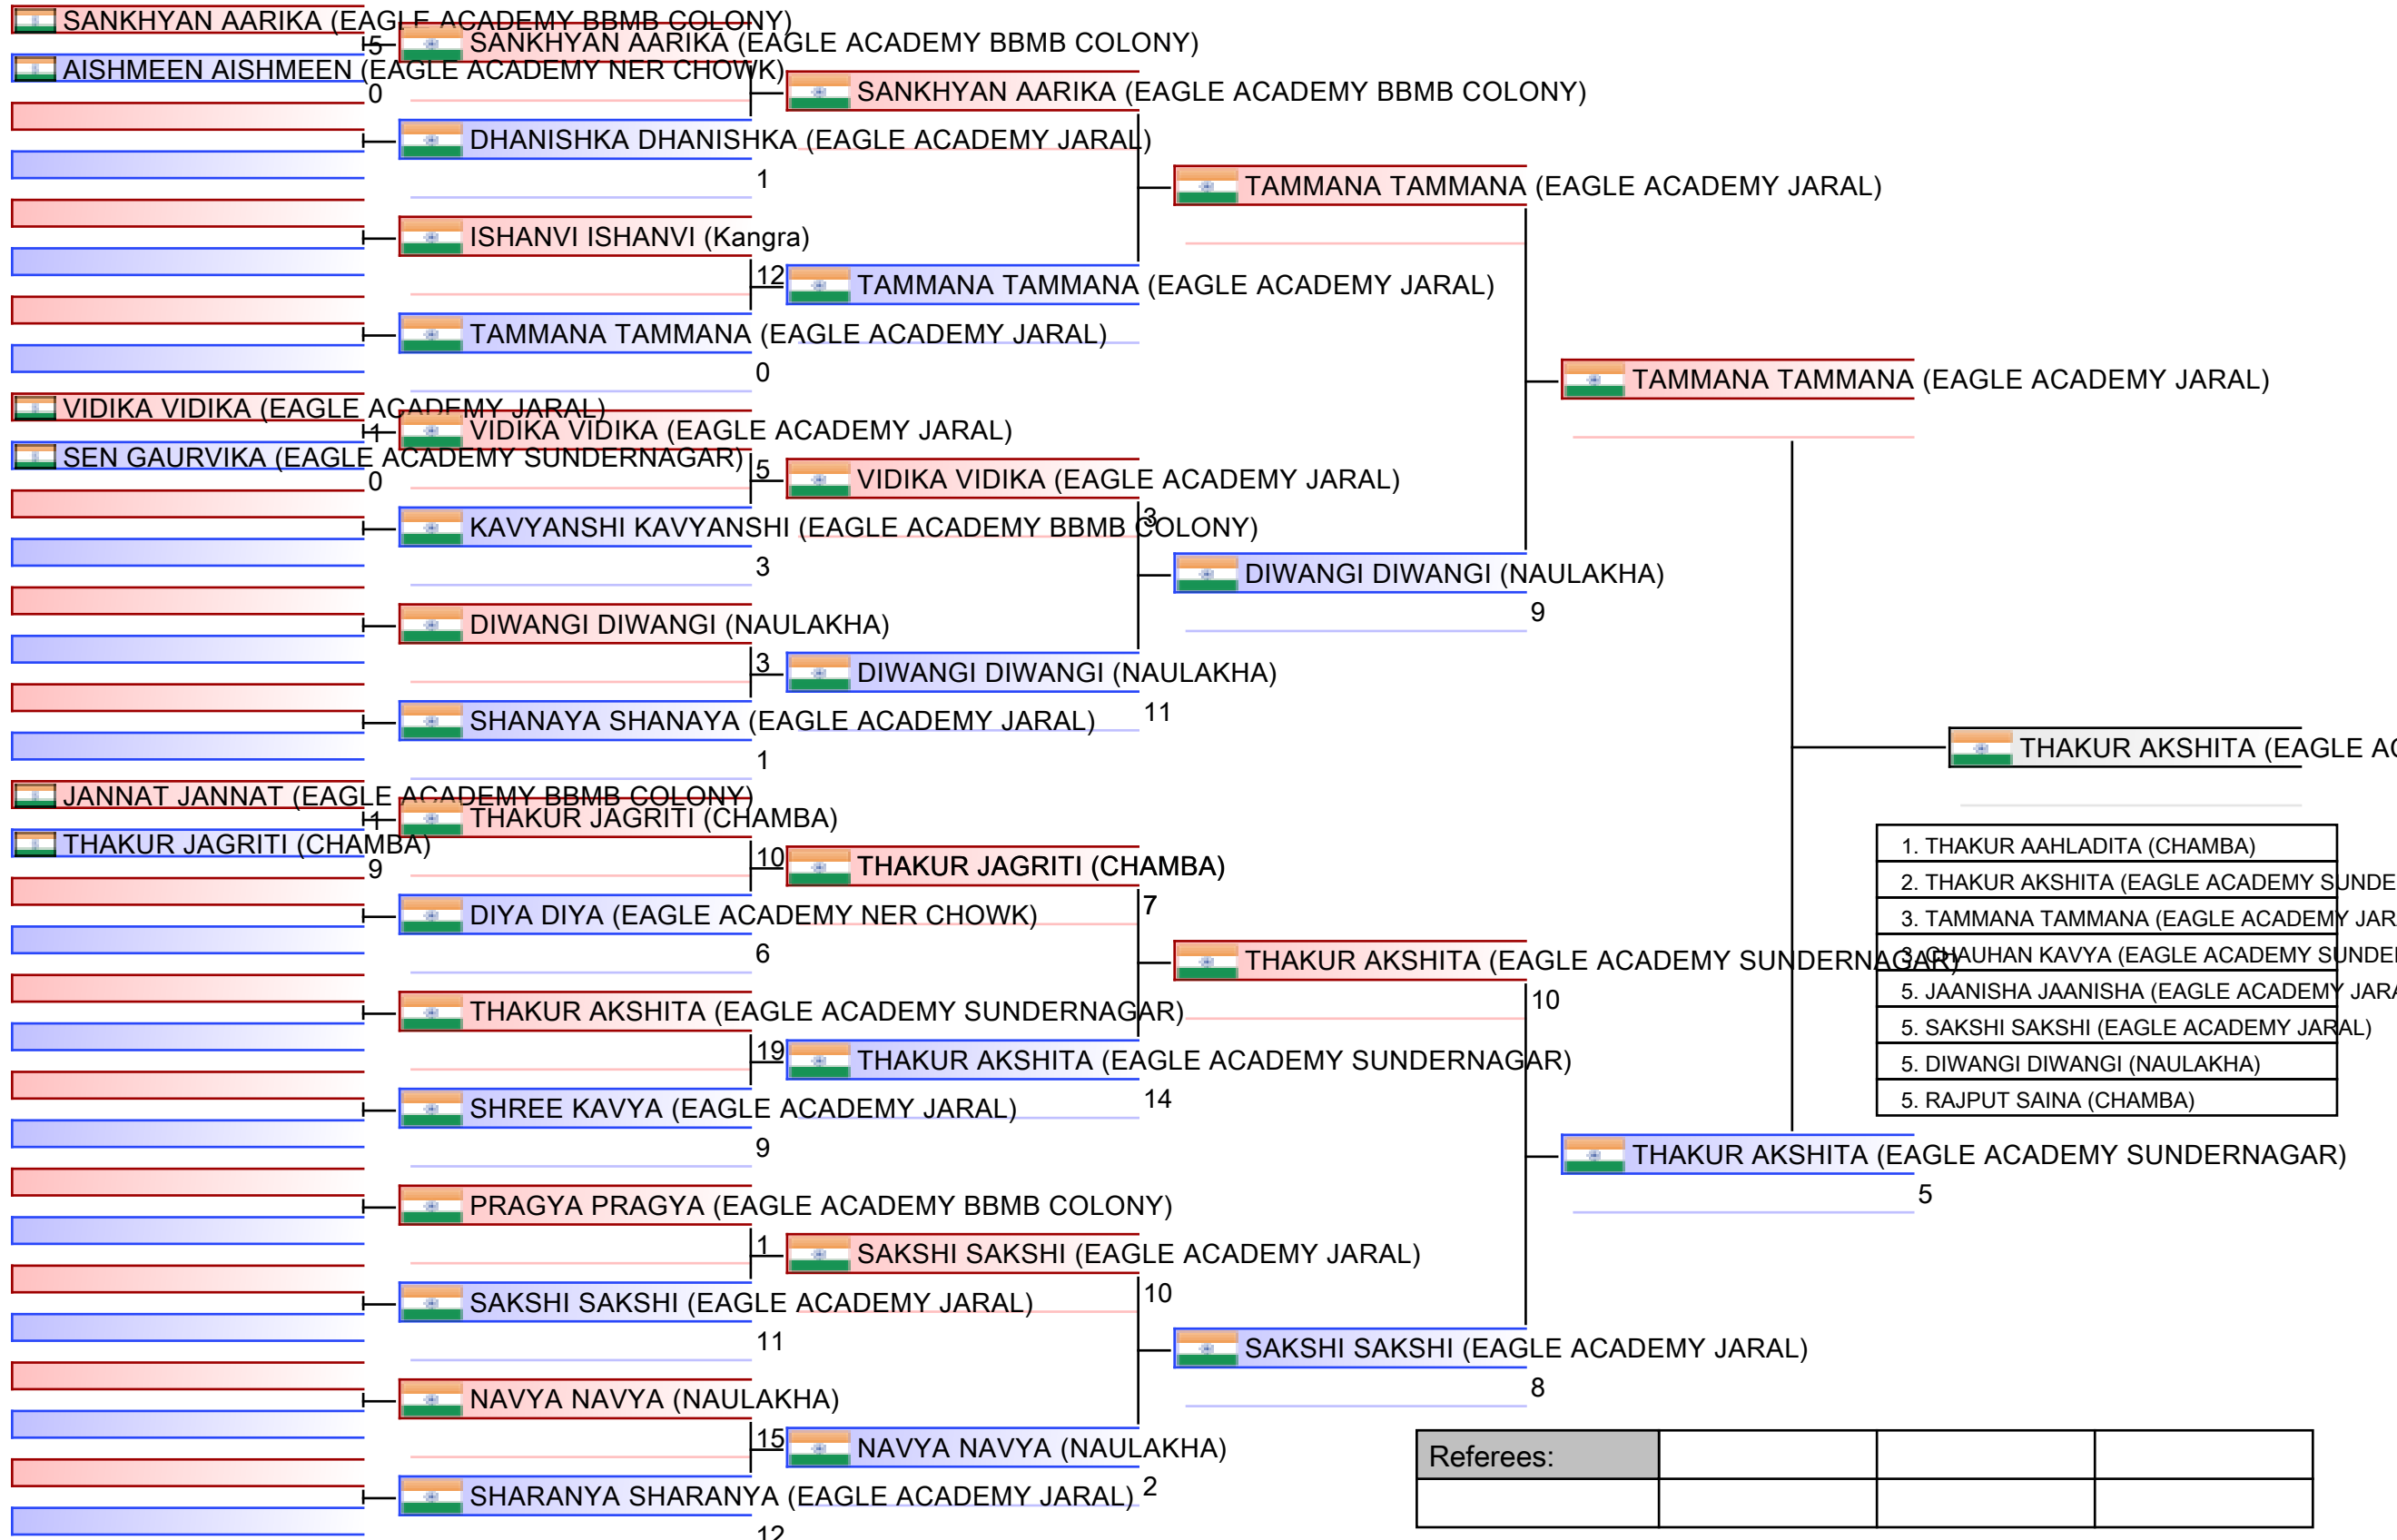 SANKHYAN AARIKA (EAGLE ACADEMY BBMB COLONY)
5
AISHMEEN AISHMEEN (EAGLE ACADEMY NER CHOWK)
0
VIDIKA VIDIKA (EAGLE ACADEMY JARAL)
1
SEN GAURVIKA (EAGLE ACADEMY SUNDERNAGAR)
0
JANNAT JANNAT (EAGLE ACADEMY BBMB COLONY)
1
THAKUR JAGRITI (CHAMBA)
9
SANKHYAN AARIKA (EAGLE ACADEMY BBMB COLONY)
DHANISHKA DHANISHKA (EAGLE ACADEMY JARAL)
1
ISHANVI ISHANVI (Kangra)
12
TAMMANA TAMMANA (EAGLE ACADEMY JARAL)
0
VIDIKA VIDIKA (EAGLE ACADEMY JARAL)
5
KAVYANSHI KAVYANSHI (EAGLE ACADEMY BBMB COLONY)
3
DIWANGI DIWANGI (NAULAKHA)
3
SHANAYA SHANAYA (EAGLE ACADEMY JARAL)
1
THAKUR JAGRITI (CHAMBA)
10
DIYA DIYA (EAGLE ACADEMY NER CHOWK)
6
THAKUR AKSHITA (EAGLE ACADEMY SUNDERNAGAR)
19
SHREE KAVYA (EAGLE ACADEMY JARAL)
9
PRAGYA PRAGYA (EAGLE ACADEMY BBMB COLONY)
1
SAKSHI SAKSHI (EAGLE ACADEMY JARAL)
11
NAVYA NAVYA (NAULAKHA)
15
SHARANYA SHARANYA (EAGLE ACADEMY JARAL)
12
SANKHYAN AARIKA (EAGLE ACADEMY BBMB COLONY)
TAMMANA TAMMANA (EAGLE ACADEMY JARAL)
VIDIKA VIDIKA (EAGLE ACADEMY JARAL)
3
DIWANGI DIWANGI (NAULAKHA)
11
THAKUR JAGRITI (CHAMBA)
7
THAKUR AKSHITA (EAGLE ACADEMY SUNDERNAGAR)
14
SAKSHI SAKSHI (EAGLE ACADEMY JARAL)
10
NAVYA NAVYA (NAULAKHA)
2
TAMMANA TAMMANA (EAGLE ACADEMY JARAL)
DIWANGI DIWANGI (NAULAKHA)
9
THAKUR AKSHITA (EAGLE ACADEMY SUNDERNAGAR)
10
SAKSHI SAKSHI (EAGLE ACADEMY JARAL)
8
TAMMANA TAMMANA (EAGLE ACADEMY JARAL)
THAKUR AKSHITA (EAGLE ACADEMY SUNDERNAGAR)
5
THAKUR AKSHITA (EAGLE AC
1. THAKUR AAHLADITA (CHAMBA)
2. THAKUR AKSHITA (EAGLE ACADEMY SUNDE
3. TAMMANA TAMMANA (EAGLE ACADEMY JAR
3. CHAUHAN KAVYA (EAGLE ACADEMY SUNDE
5. JAANISHA JAANISHA (EAGLE ACADEMY JARA
5. SAKSHI SAKSHI (EAGLE ACADEMY JARAL)
5. DIWANGI DIWANGI (NAULAKHA)
5. RAJPUT SAINA (CHAMBA)
Referees: